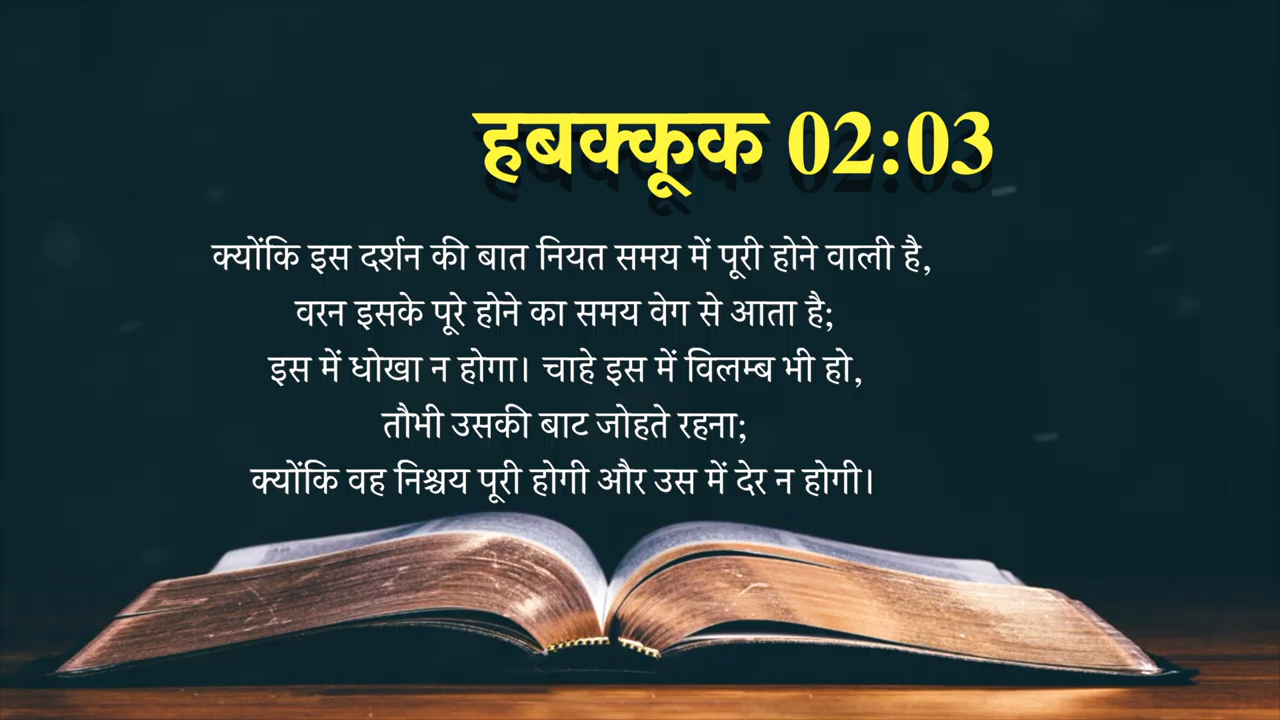 हबक्कूक 02:03
क्योंकि इस दर्शन की बात नियत समय में पूरी होने वाली है,
वरन इसके पूरे होने का समय वेग से आता है;
इस में धोखा न होगा। चाहे इस में विलम्ब भी हो,
तौभी उसकी बाट जोहते रहना;
क्योंकि वह निश्चय पूरी होगी और उस में देर न होगी।